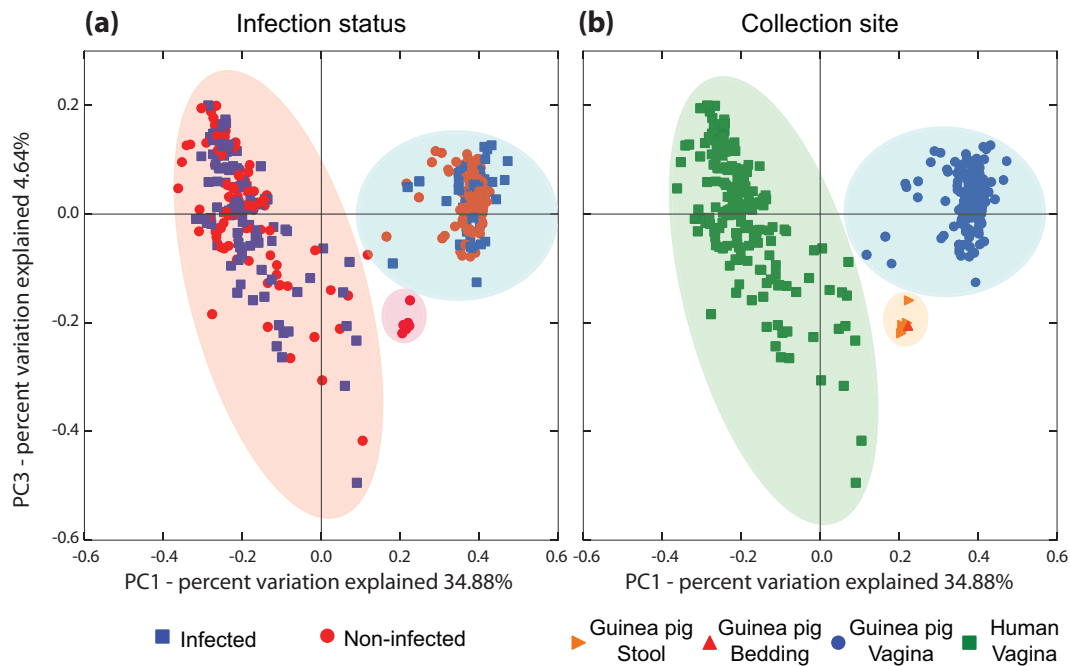 (a) Infection status
(b) Collection site
PC3 - percent variation explained 4.64%
0.2
0.0
-0.2
-0.4
-0.6
-0.6 -0.4 -0.2 0.0 0.2 0.4 0.6
-0.6 -0.4 -0.2 0.0 0.2 0.4 0.6
PC1 - percent variation explained 34.88%
PC1 - percent variation explained 34.88%
Infected Non-infected
Guinea pig Stool
Guinea pig Bedding
Guinea pig Vagina
Human Vagina